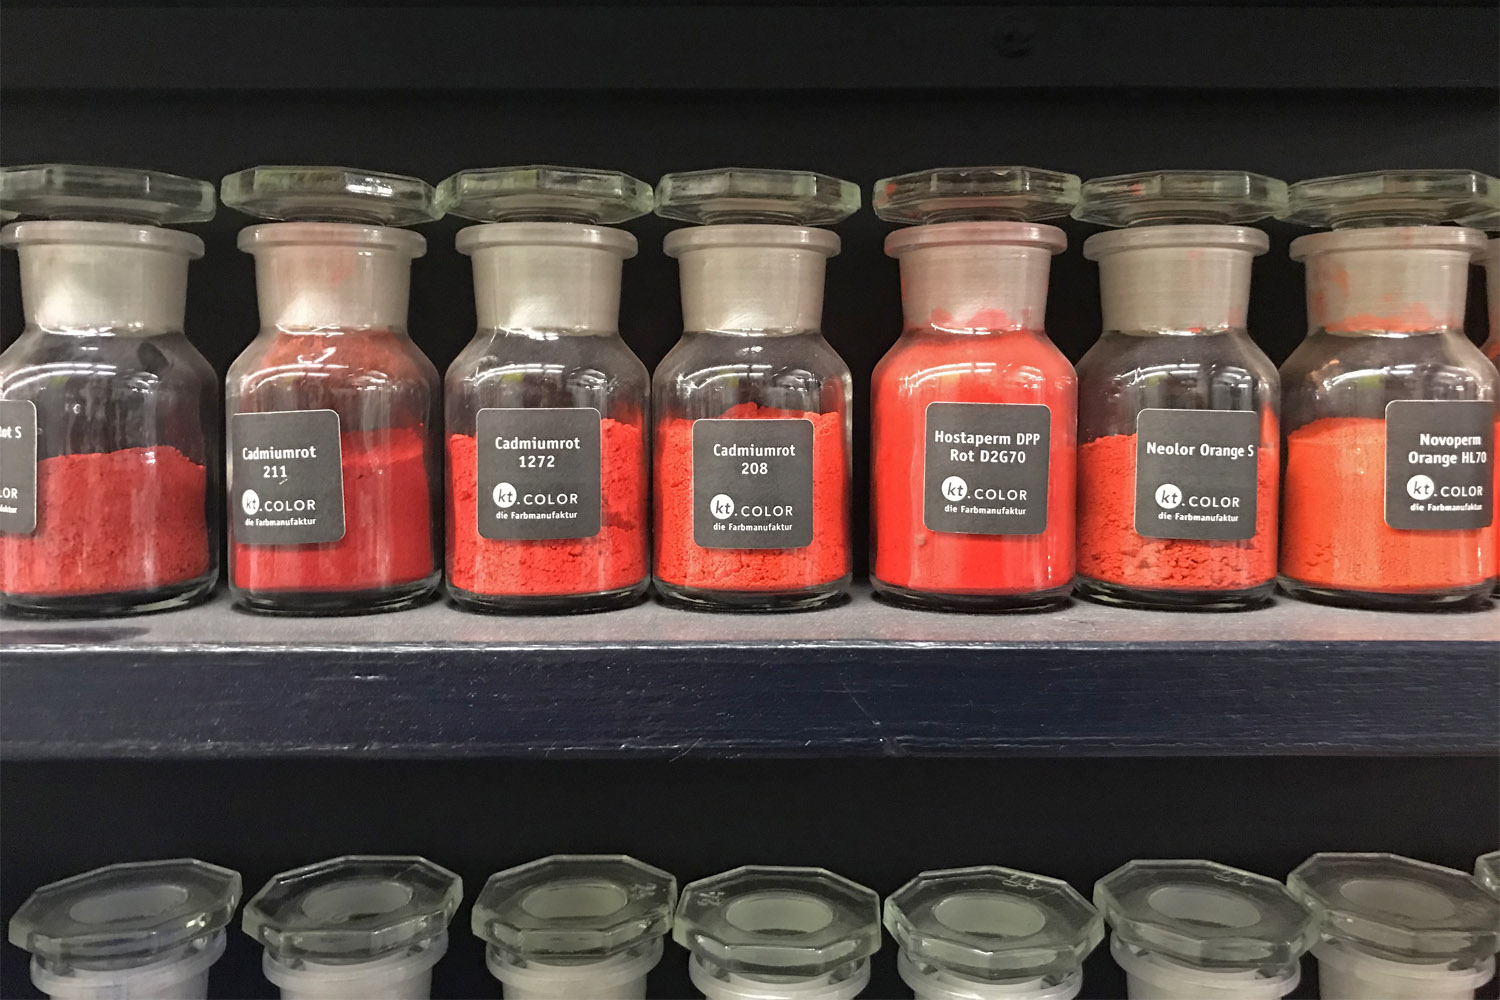 ot S
LOR
Cadmiumrot
211
kt.COLOR
die Farbmanufaktur
Cadmiumrot
1272
kt.COLOR
die Farbmanufaktur
Cadmiumrot
208
kt.COLOR
die Farbmanufaktur
Hostaperm DPP
Rot D2G70
kt.COLOR
die Farbmanufaktur
Neolor Orange S
kt.COLOR
die Farbmanufaktur
Novoperm
Orange HL70
kt.COLOR
die Farbmanufaktur